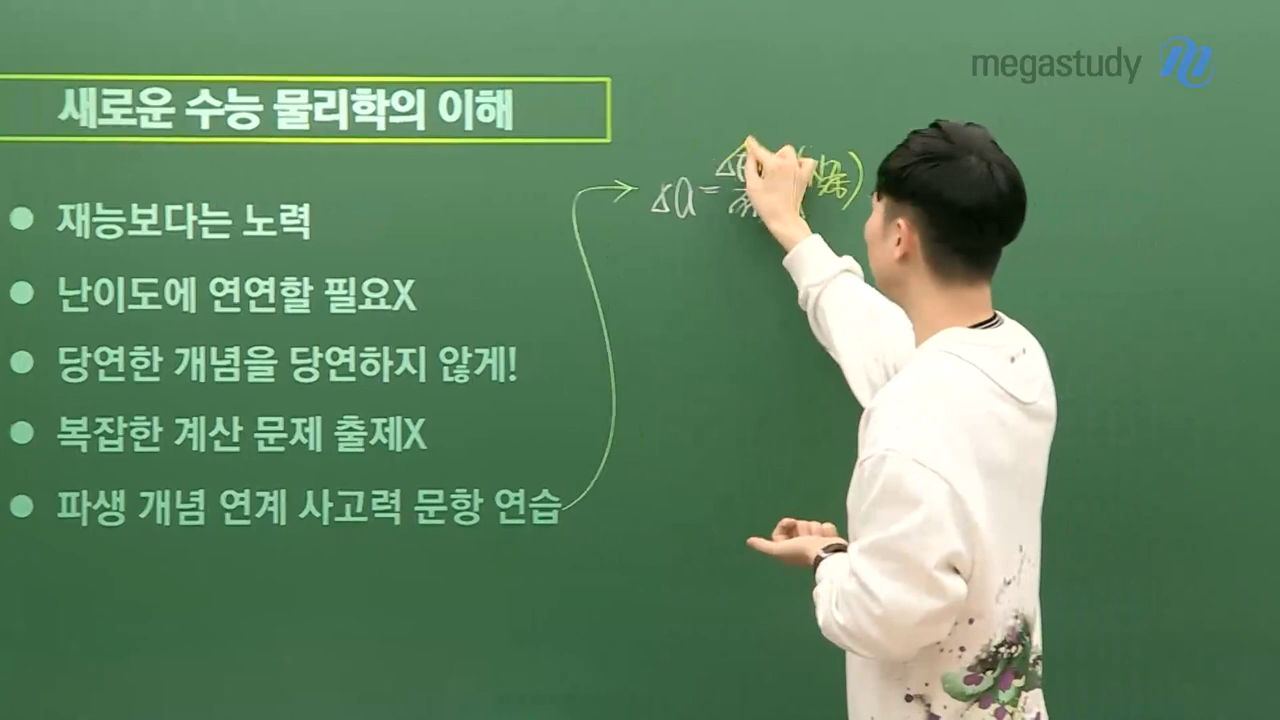 megastudy
새로운 수능 물리학의 이해
재능보다는 노력
난이도에 연연할 필요X
당연한 개념을 당연하지 않게!
복잡한 계산 문제 출제X
파생 개념 연계 사고력 문항 연습
Δa =